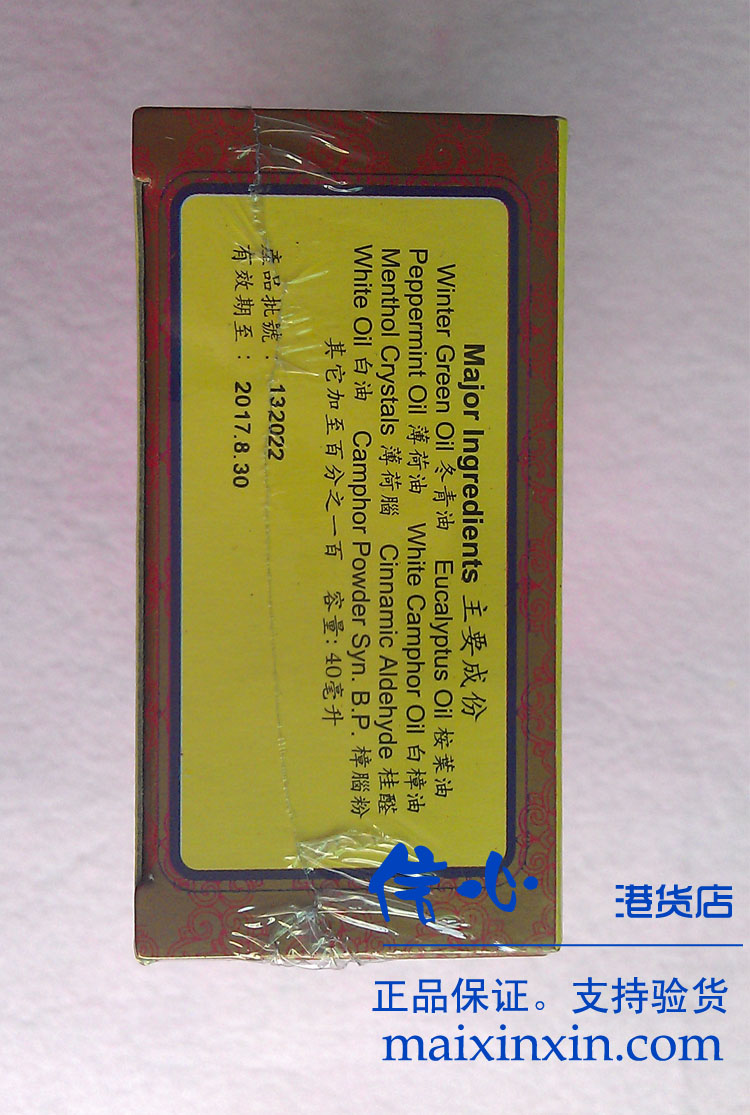 Major Ingredients 主要成份
Winter Green Oil 冬青油 Eucalyptus Oil 桉葉油
Peppermint Oil 薄荷油 White Camphor Oil 白樟油
Menthol Crystals 薄荷腦 Cinnamic Aldehyde 桂醛
White Oil 白油 Camphor Powder Syn. B.P. 樟腦粉
其它加至百分之一百 容量:40毫升
產品批號: 132022
有效期至: 2017.8.30
信心 港货店
正品保证。支持验货
maixinxin.com